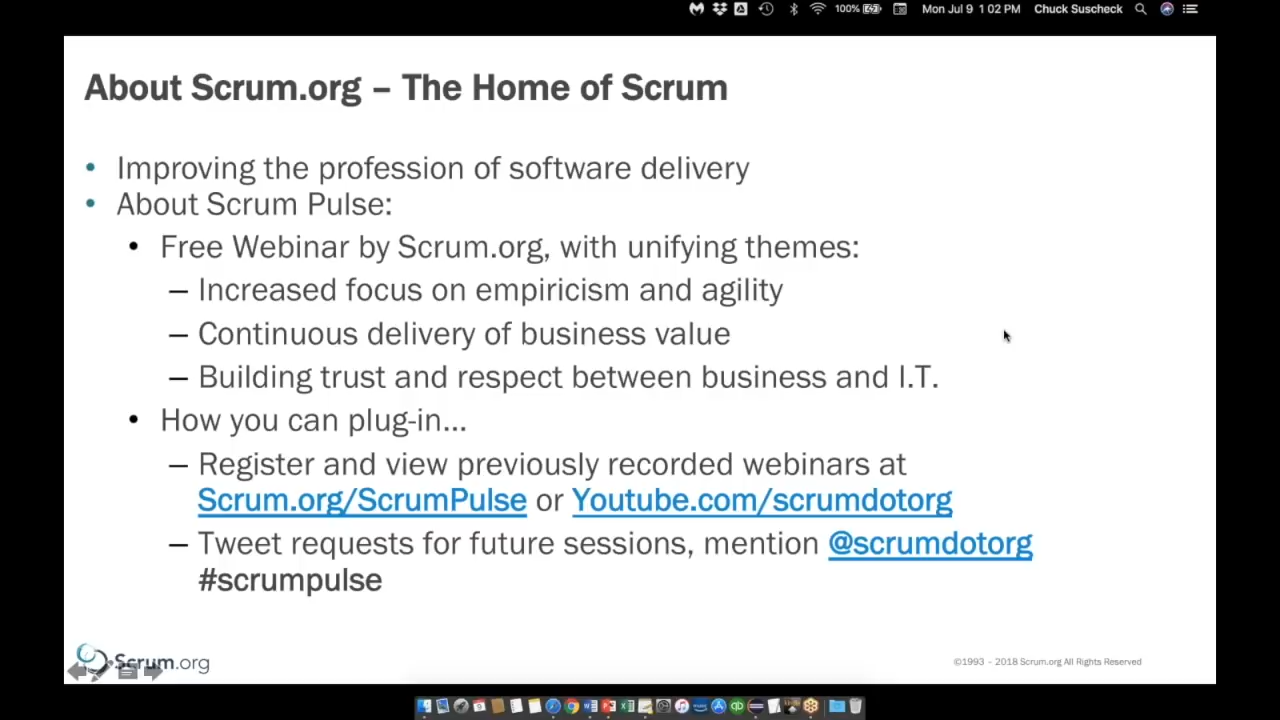 100%
Mon Jul 9 1 02 PM
Chuck Suscheck
About Scrum.org – The Home of Scrum
• Improving the profession of software delivery
• About Scrum Pulse:
• Free Webinar by Scrum.org, with unifying themes:
– Increased focus on empiricism and agility
– Continuous delivery of business value
– Building trust and respect between business and I.T.
• How you can plug-in...
– Register and view previously recorded webinars at
Scrum.org/ScrumPulse or Youtube.com/scrumdotorg
– Tweet requests for future sessions, mention @scrumdotorg
#scrumpulse
Scrum.org
©1993 – 2018 Scrum.org All Rights Reserved